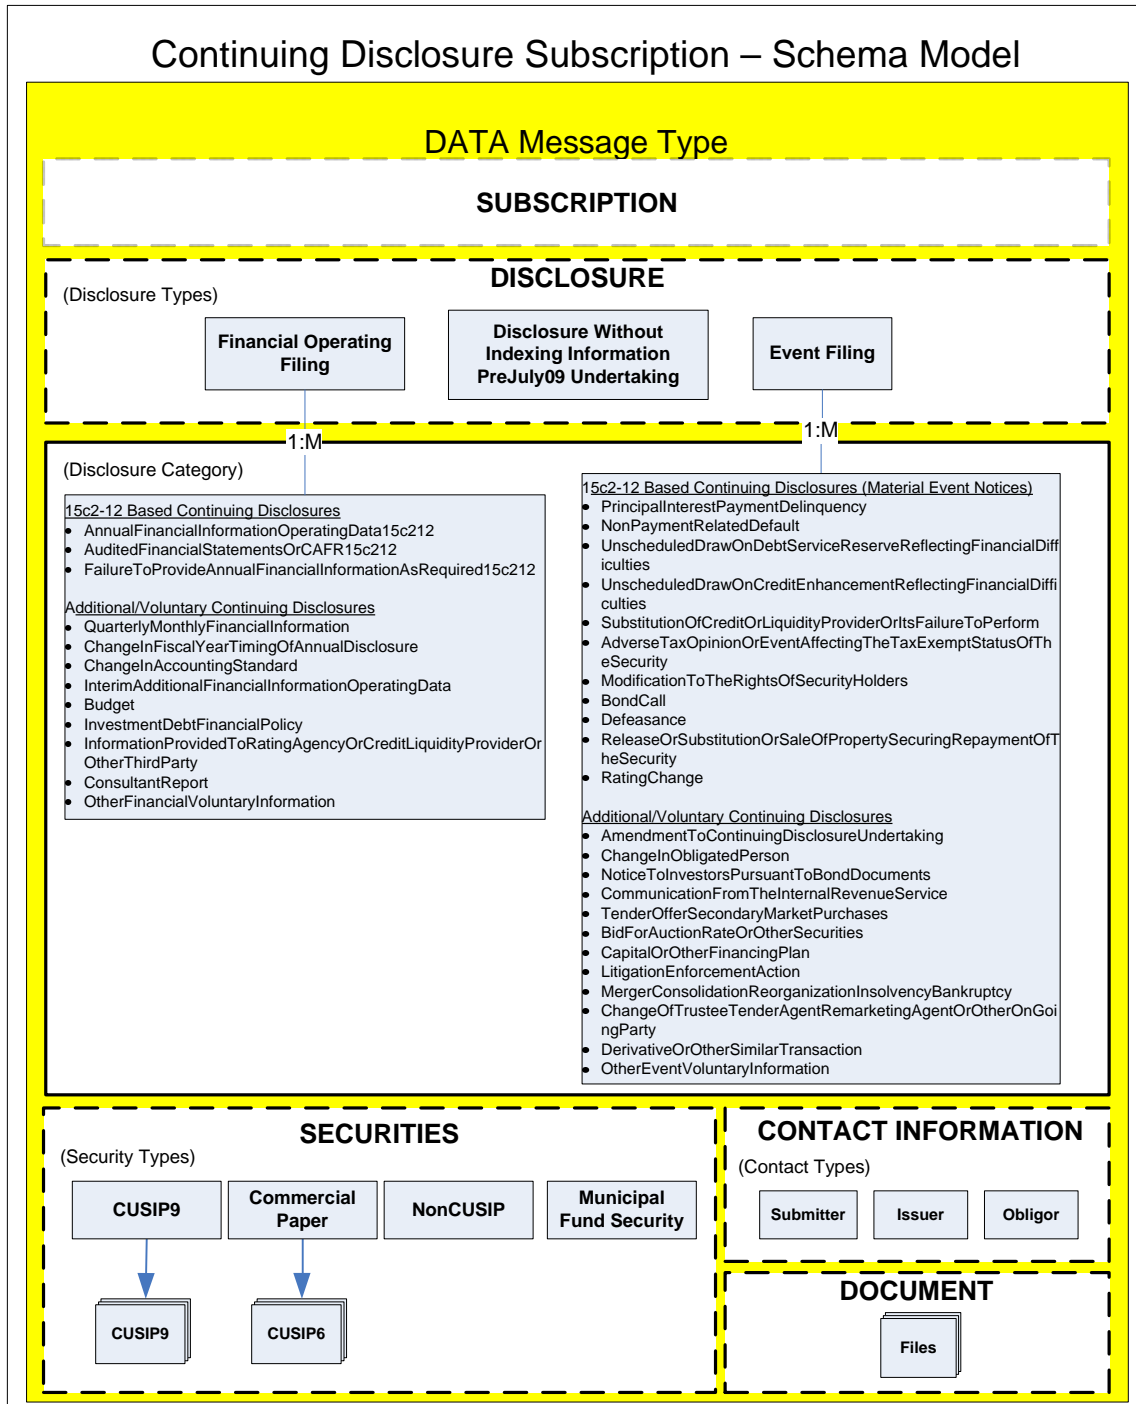 Continuing Disclosure Subscription – Schema Model
DATA Message Type
SUBSCRIPTION
DISCLOSURE
(Disclosure Types)
Financial Operating
Filing
Disclosure Without
Indexing Information
PreJuly09 Undertaking
Event Filing
1:M
1:M
(Disclosure Category)
15c2-12 Based Continuing Disclosures
• AnnualFinancialInformationOperatingData15c212
• AuditedFinancialStatementsOrCAFR15c212
• FailureToProvideAnnualFinancialInformationAsRequired15c212
Additional/Voluntary Continuing Disclosures
• QuarterlyMonthlyFinancialInformation
• ChangeInFiscalYearTimingOfAnnualDisclosure
• ChangeInAccountingStandard
• InterimAdditionalFinancialInformationOperatingData
• Budget
• InvestmentDebtFinancialPolicy
• InformationProvidedToRatingAgencyOrCreditLiquidityProviderOr
OtherThirdParty
• ConsultantReport
• OtherFinancialVoluntaryInformation
15c2-12 Based Continuing Disclosures (Material Event Notices)
• PrincipalInterestPaymentDelinquency
• NonPaymentRelatedDefault
• UnscheduledDrawOnDebtServiceReserveReflectingFinancialDiffi
culties
• UnscheduledDrawOnCreditEnhancementReflectingFinancialDiffi
culties
• SubstitutionOfCreditOrLiquidityProviderOrItsFailureToPerform
• AdverseTaxOpinionOrEventAffectingTheTaxExemptStatusOfTh
eSecurity
• ModificationToTheRightsOfSecurityHolders
• BondCall
• Defeasance
• ReleaseOrSubstitutionOrSaleOfPropertySecuringRepaymentOfT
heSecurity
• RatingChange
Additional/Voluntary Continuing Disclosures
• AmendmentToContinuingDisclosureUndertaking
• ChangeInObligatedPerson
• NoticeToInvestorsPursuantToBondDocuments
• CommunicationFromTheInternalRevenueService
• TenderOfferSecondaryMarketPurchases
• BidForAuctionRateOrOtherSecurities
• CapitalOrOtherFinancingPlan
• LitigationEnforcementAction
• MergerConsolidationReorganizationInsolvencyBankruptcy
• ChangeOfTrusteeTenderAgentRemarketingAgentOrOtherOnGoi
ngParty
• DerivativeOrOtherSimilarTransaction
• OtherEventVoluntaryInformation
SECURITIES
(Security Types)
CUSIP9
Commercial
Paper
NonCUSIP
Municipal
Fund Security
CUSIP9
CUSIP6
CONTACT INFORMATION
(Contact Types)
Submitter
Issuer
Obligor
DOCUMENT
Files